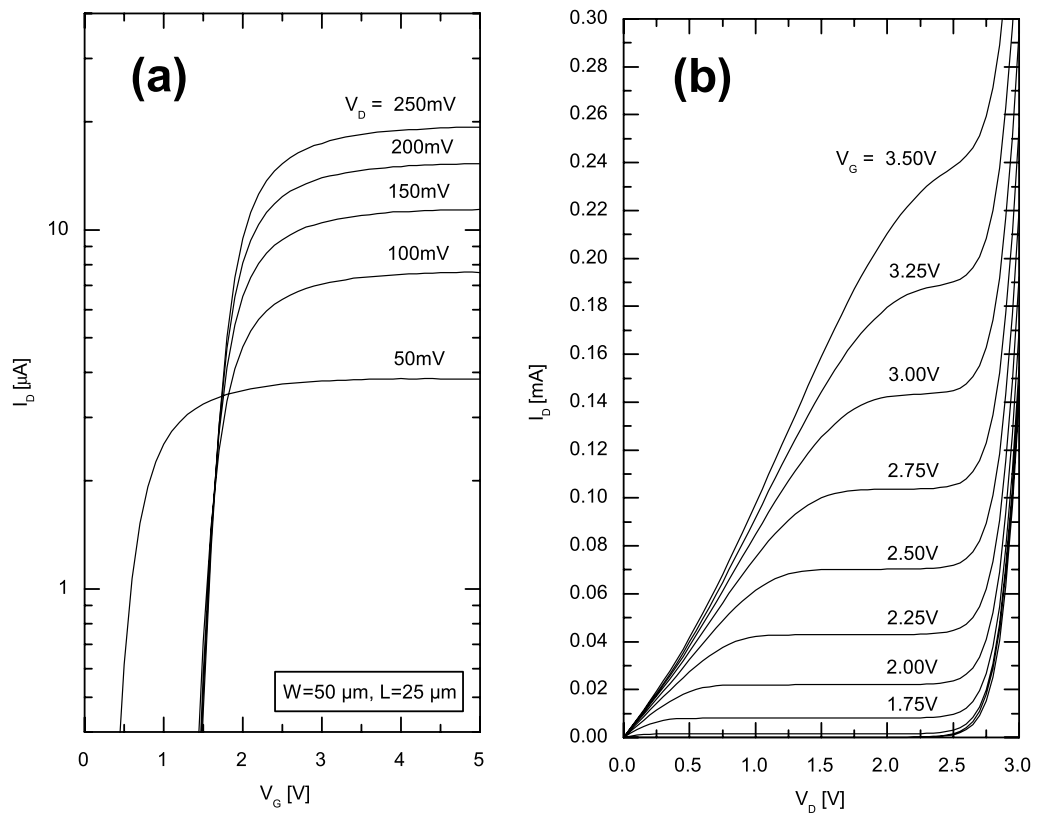 (a)
V_D = 250mV
200mV
150mV
100mV
50mV
10
1
I_D [µA]
W=50 µm, L=25 µm
0 1 2 3 4 5
V_G [V]
(b)
0.30
0.28
0.26
0.24
0.22
0.20
0.18
0.16
0.14
0.12
0.10
0.08
0.06
0.04
0.02
0.00
I_D [mA]
V_G = 3.50V
3.25V
3.00V
2.75V
2.50V
2.25V
2.00V
1.75V
0.0 0.5 1.0 1.5 2.0 2.5 3.0
V_D [V]